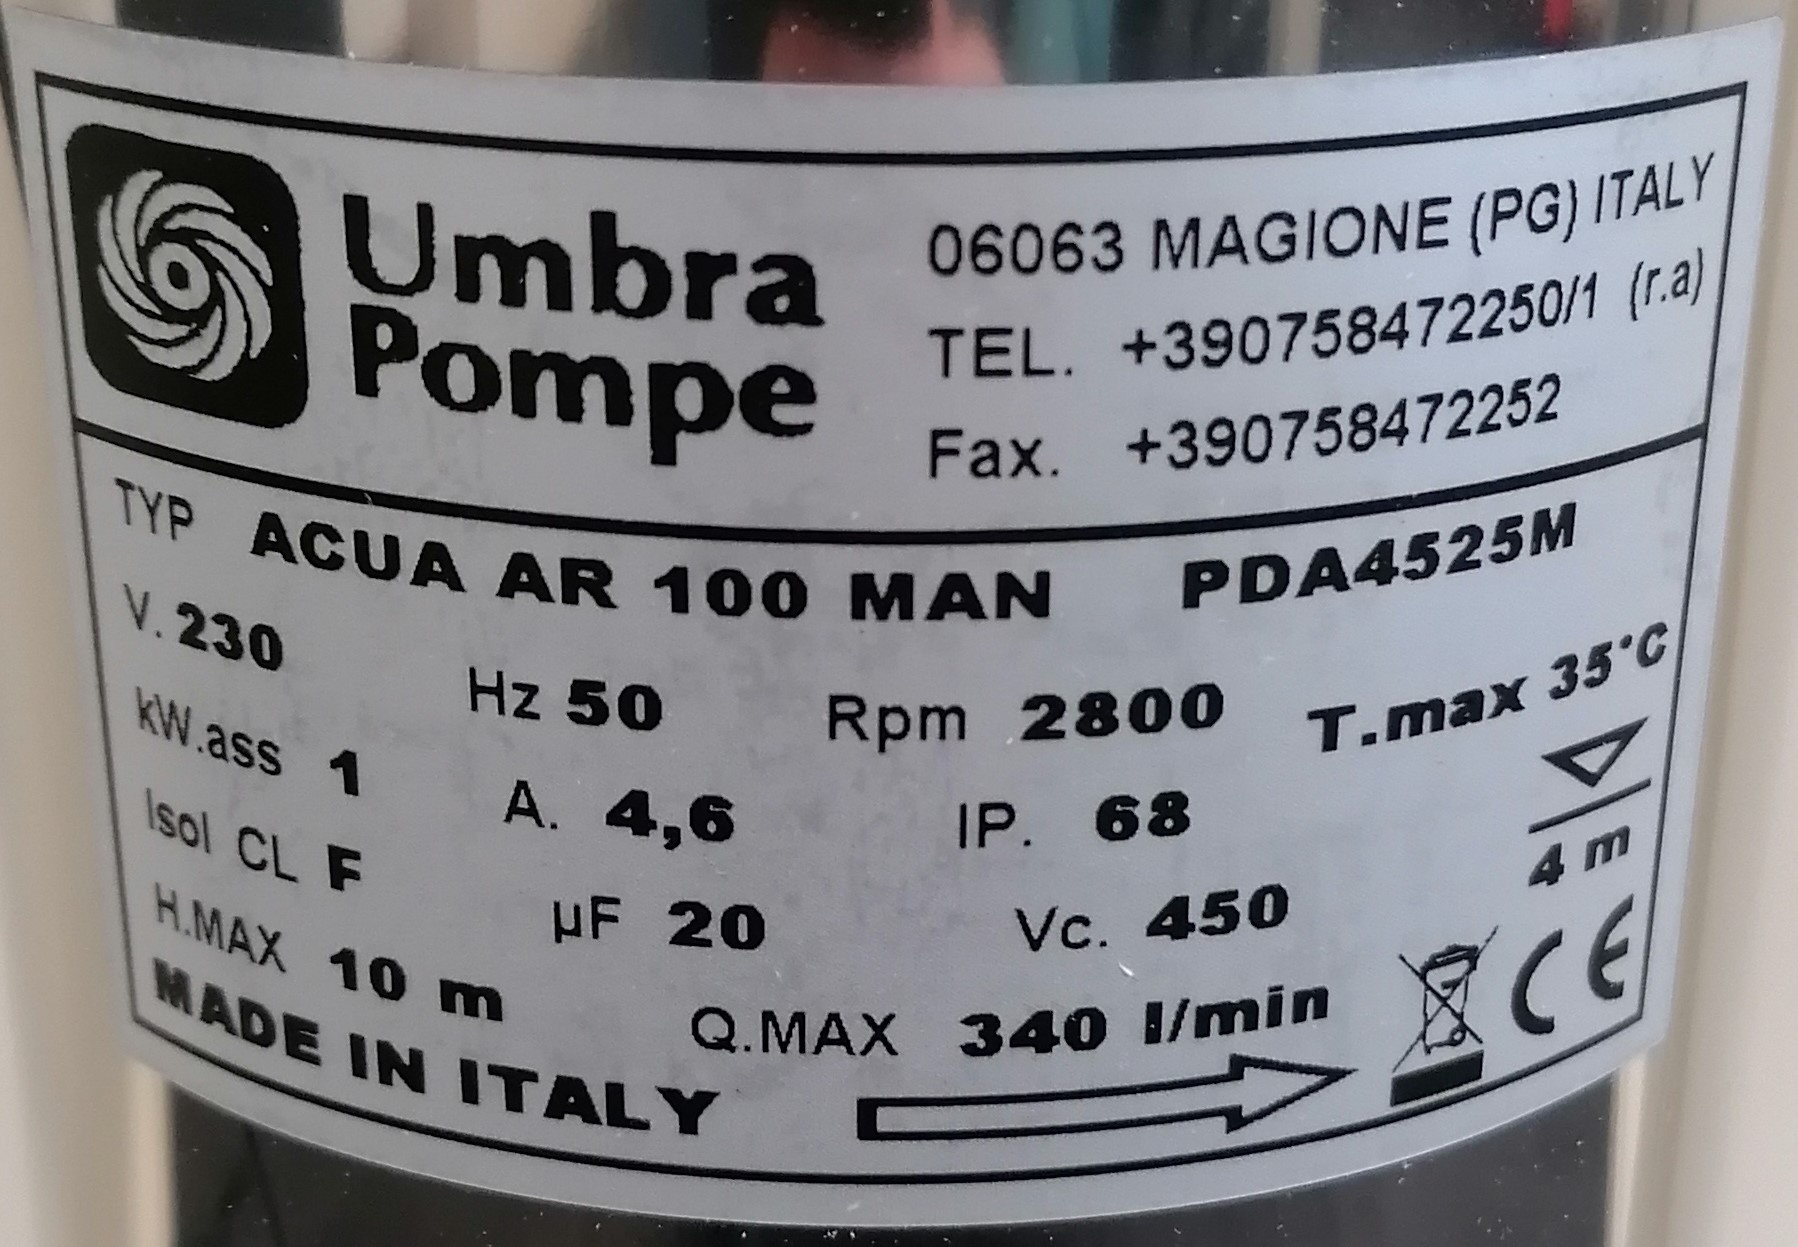 Umbra
Pompe
06063 MAGIONE (PG) ITALY
TEL. +390758472250/1 (r.a)
Fax. +390758472252
TYP ACUA AR 100 MAN PDA4525M
V. 230 Hz 50 Rpm 2800 T.max 35°C
kW.ass 1 A. 4,6 IP. 68
4 m
Isol CL F µF 20 Vc. 450
H.MAX 10 m Q.MAX 340 l/min
CE
MADE IN ITALY